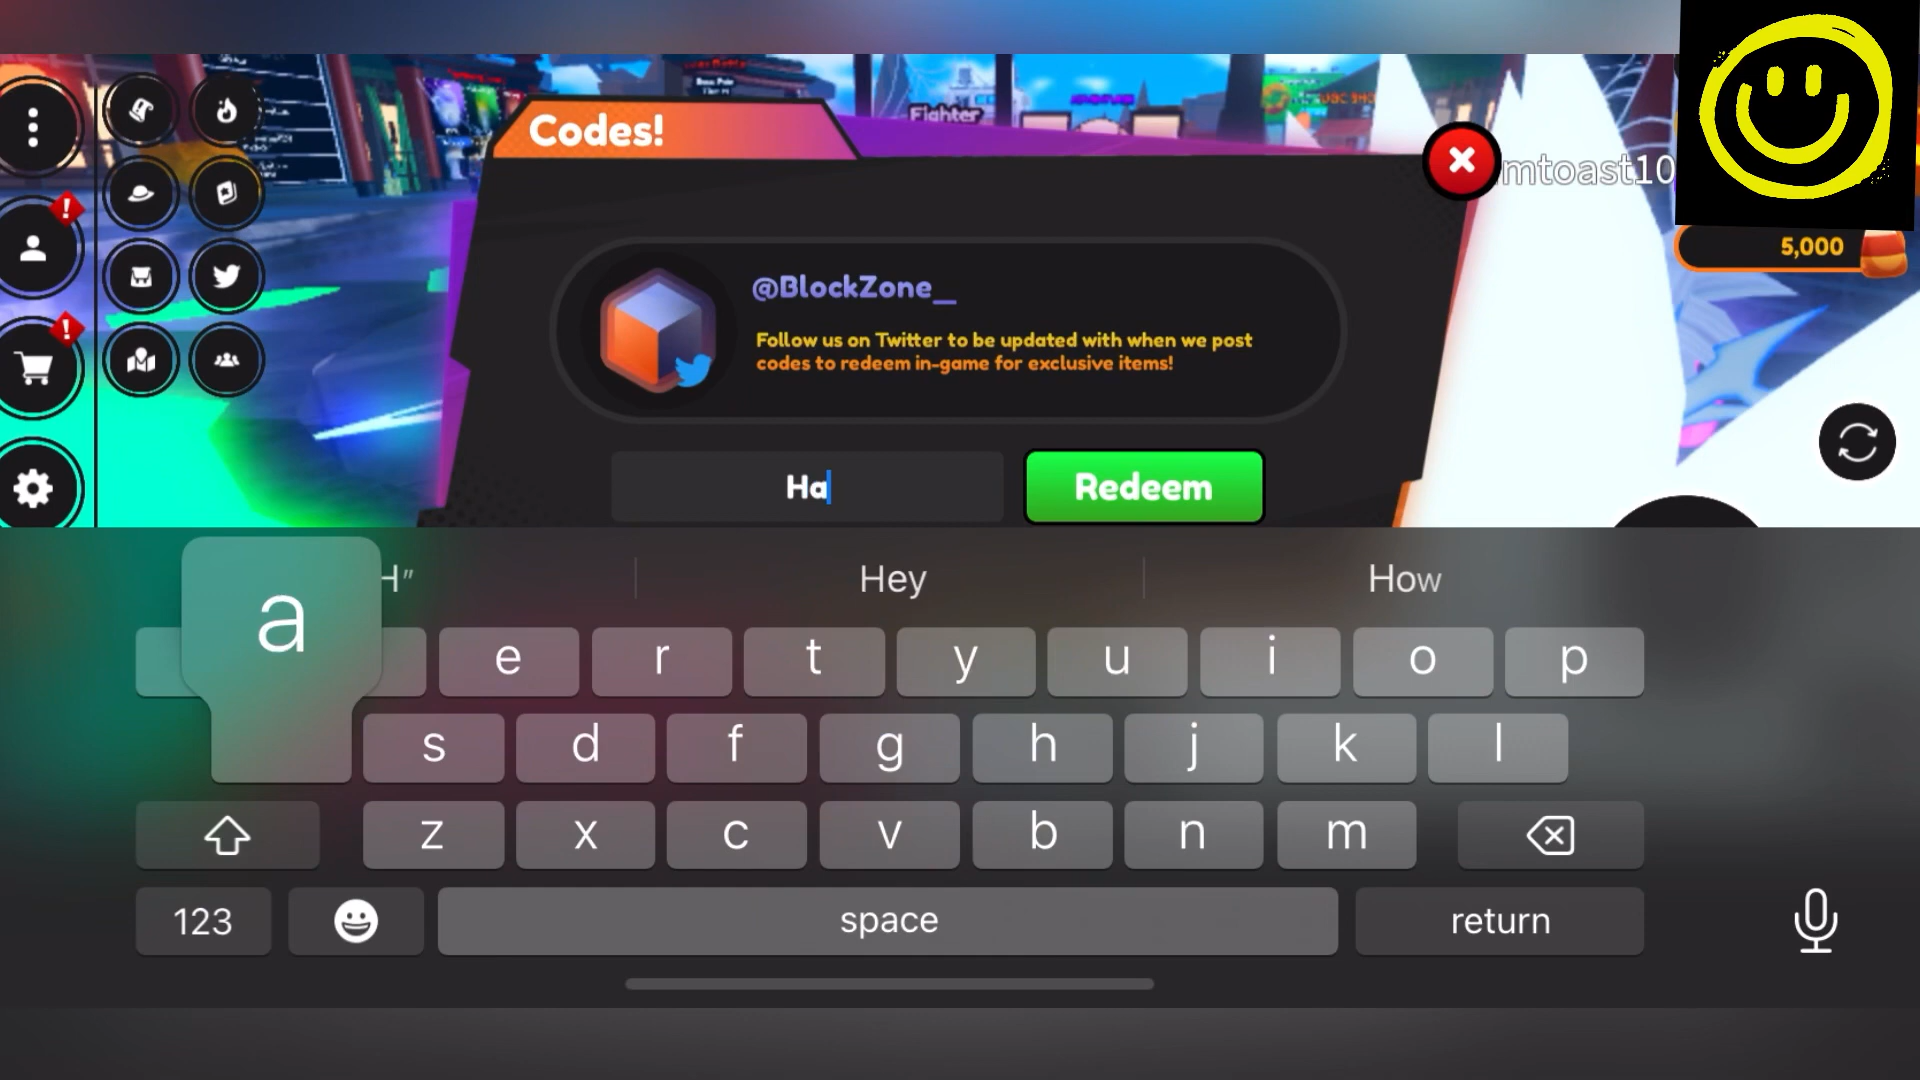 Fighter
Codes!
mtoast10
5,000
@BlockZone_
Follow us on Twitter to be updated with when we post
codes to redeem in-game for exclusive items!
Ha
Redeem
H"
Hey
How
a
e r t y u i o p
s d f g h j k l
z x c v b n m
123
space
return